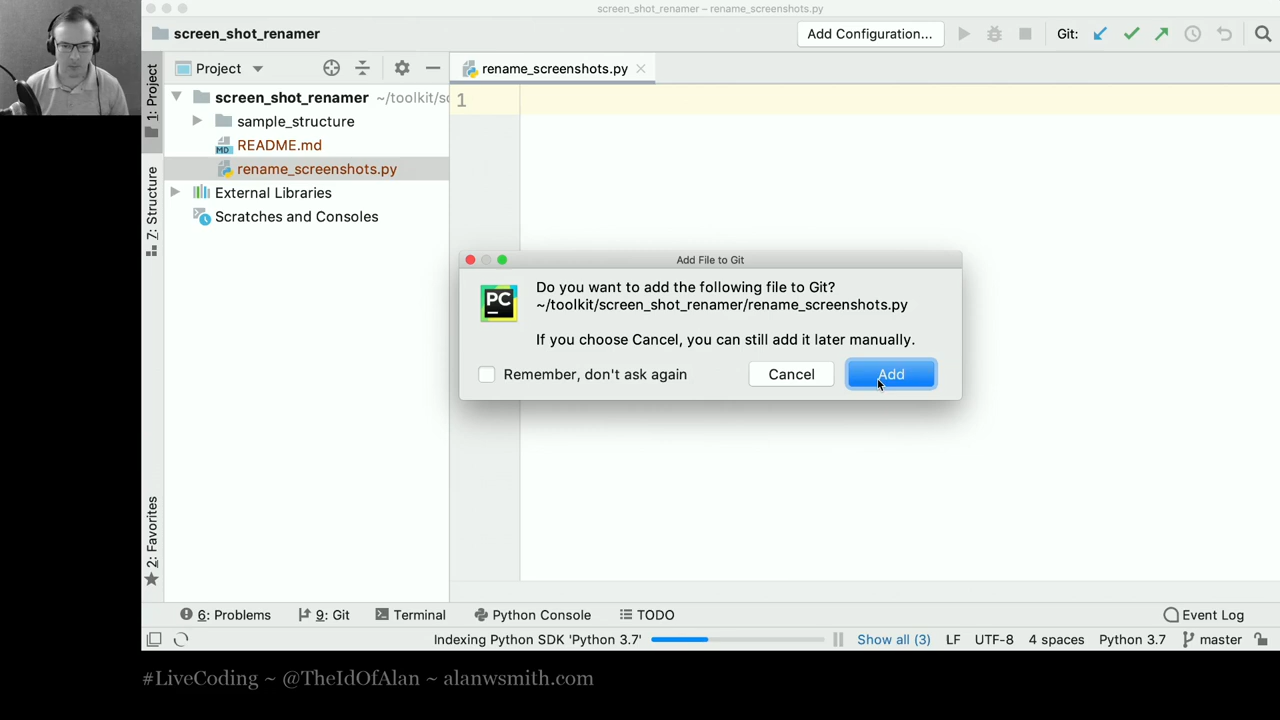 screen_shot_renamer – rename_screenshots.py
screen_shot_renamer
Add Configuration...
Git:
1: Project
Project
rename_screenshots.py
screen_shot_renamer ~/toolkit/sc
1
sample_structure
MD
README.md
rename_screenshots.py
7: Structure
External Libraries
Scratches and Consoles
Add File to Git
PC
Do you want to add the following file to Git?
~/toolkit/screen_shot_renamer/rename_screenshots.py
If you choose Cancel, you can still add it later manually.
Remember, don't ask again
Cancel
Add
2: Favorites
6: Problems
9: Git
Terminal
Python Console
TODO
Event Log
Indexing Python SDK 'Python 3.7'
Show all (3)
LF
UTF-8
4 spaces
Python 3.7
master
#LiveCoding ~ @TheIdOfAlan ~ alanwsmith.com